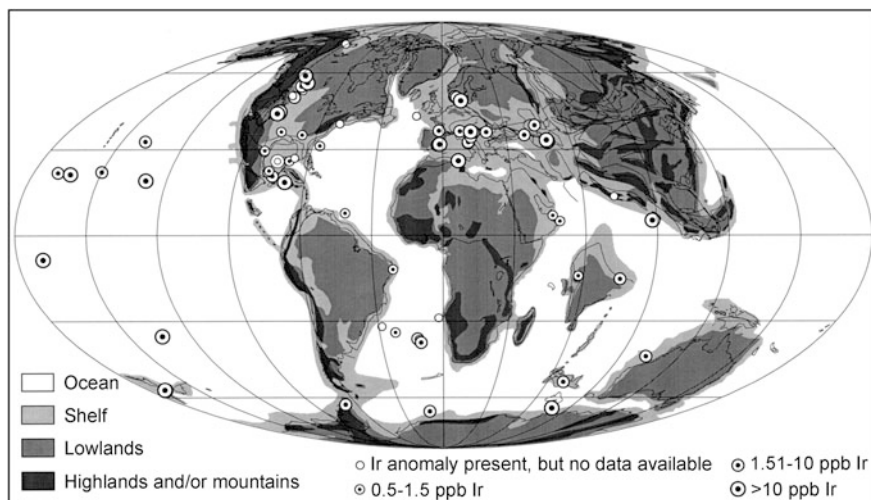 Ocean
Shelf
Lowlands
Highlands and/or mountains
Ir anomaly present, but no data available
0.5-1.5 ppb Ir
1.51-10 ppb Ir
>10 ppb Ir